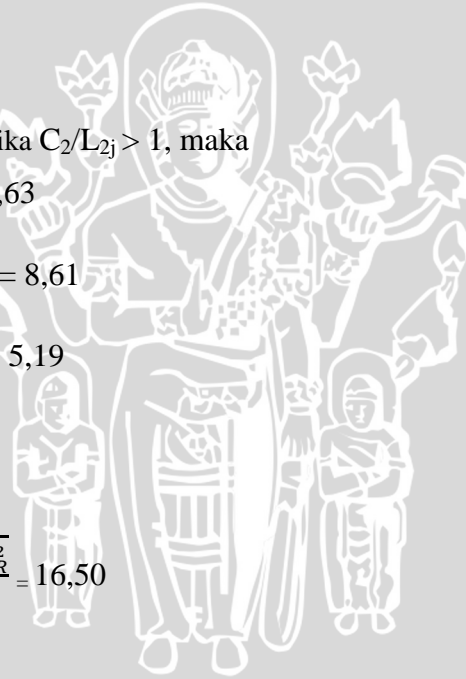 ika C₂/L₂ⱼ > 1, maka
,63
= 8,61
5,19
= 16,50